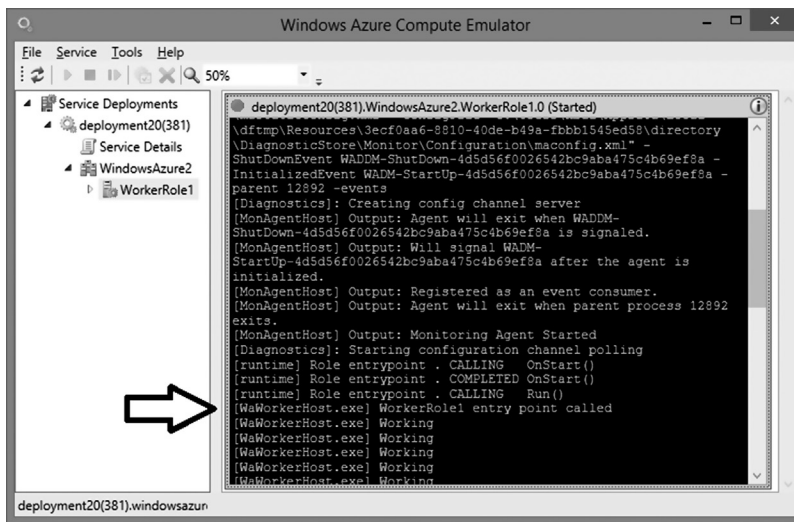 Windows Azure Compute Emulator
File Service Tools Help
50%
Service Deployments
deployment20(381)
Service Details
WindowsAzure2
WorkerRole1
deployment20(381).WindowsAzure2.WorkerRole1.0 (Started)
\dftmp\Resources\3ecf0aa6-8810-40de-b49a-fbbb1545ed58\directory
\DiagnosticStore\Monitor\Configuration\maconfig.xml" -
ShutDownEvent WADDM-ShutDown-4d5d56f0026542bc9aba475c4b69ef8a -
InitializedEvent WADM-StartUp-4d5d56f0026542bc9aba475c4b69ef8a -
parent 12892 -events
[Diagnostics]: Creating config channel server
[MonAgentHost] Output: Agent will exit when WADDM-
ShutDown-4d5d56f0026542bc9aba475c4b69ef8a is signaled.
[MonAgentHost] Output: Will signal WADM-
StartUp-4d5d56f0026542bc9aba475c4b69ef8a after the agent is
initialized.
[MonAgentHost] Output: Registered as an event consumer.
[MonAgentHost] Output: Agent will exit when parent process 12892
exits.
[MonAgentHost] Output: Monitoring Agent Started
[Diagnostics]: Starting configuration channel polling
[runtime] Role entrypoint . CALLING OnStart()
[runtime] Role entrypoint . COMPLETED OnStart()
[runtime] Role entrypoint . CALLING Run()
[WaWorkerHost.exe] WorkerRole1 entry point called
[WaWorkerHost.exe] Working
[WaWorkerHost.exe] Working
[WaWorkerHost.exe] Working
[WaWorkerHost.exe] Working
[WaWorkerHost.exe] Working
deployment20(381).windowsazur